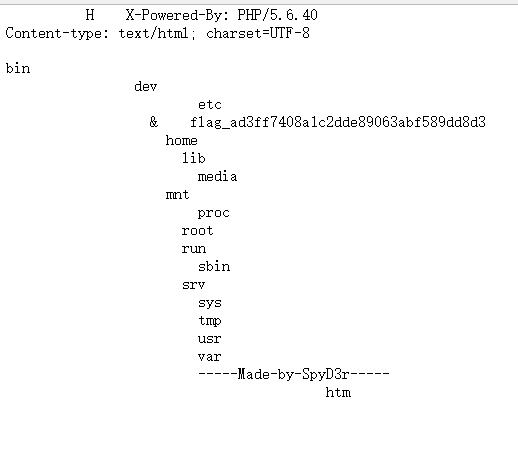 H X-Powered-By: PHP/5.6.40
Content-type: text/html; charset=UTF-8
bin
dev
etc
& flag_ad3ff7408a1c2dde89063abf589dd8d3
home
lib
media
mnt
proc
root
run
sbin
srv
sys
tmp
usr
var
-----Made-by-SpyD3r-----
htm